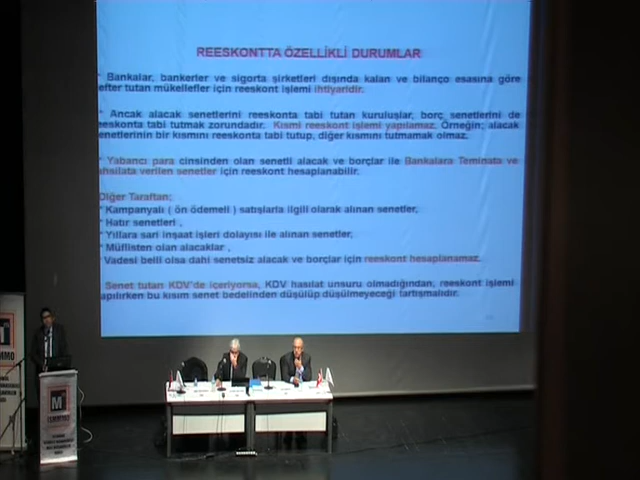 REESKONTTA ÖZELLİKLİ DURUMLAR
* Bankalar, bankerler ve sigorta şirketleri dışında kalan ve bilanço esasına göre
efter tutan mükellefler için reeskont işlemi ihtiyaridir.
* Ancak alacak senetlerini reeskonta tabi tutan kuruluşlar, borç senetlerini de
eeskonta tabi tutmak zorundadır. Kısmi reeskont işlemi yapılamaz. Örneğin; alacak
enetlerinin bir kısmını reeskonta tabi tutup, diğer kısmını tutmamak olmaz.
* Yabancı para cinsinden olan senetli alacak ve borçlar ile Bankalara Teminata ve
ahsilata verilen senetler için reeskont hesaplanabilir.
Diğer Taraftan;
* Kampanyalı ( ön ödemeli ) satışlarla ilgili olarak alınan senetler,
* Hatır senetleri ,
* Yıllara sari inşaat işleri dolayısı ile alınan senetler,
* Müflisten olan alacaklar ,
* Vadesi belli olsa dahi senetsiz alacak ve borçlar için reeskont hesaplanamaz.
* Senet tutarı KDV'de içeriyorsa, KDV hasılat unsuru olmadığından, reeskont işlemi
apılırken bu kısım senet bedelinden düşülüp düşülmeyeceği tartışmalıdır.